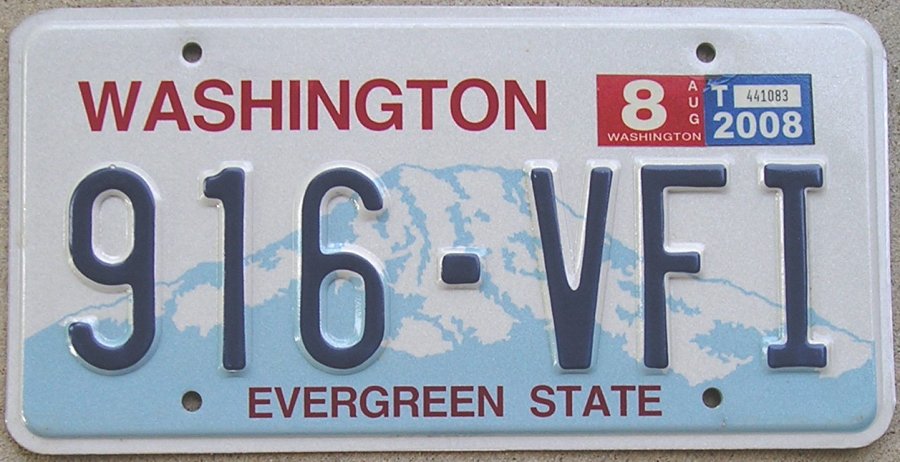 WASHINGTON
8 AUG WASHINGTON
T 441083
2008
916-VFI
EVERGREEN STATE